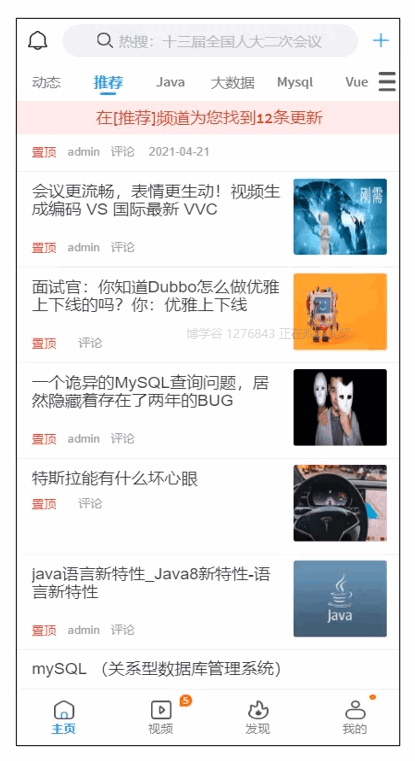 热搜：十三届全国人大二次会议
动态 推荐 Java 大数据 Mysql Vue
在[推荐]频道为您找到12条更新
置顶 admin 评论 2021-04-21
会议更流畅，表情更生动！视频生
成编码 VS 国际最新 VVC
刚需
置顶 admin 评论
面试官：你知道Dubbo怎么做优雅
上下线的吗？你：优雅上下线
博学谷 1276843 正在
置顶 评论
一个诡异的MySQL查询问题，居
然隐藏着存在了两年的BUG
置顶 admin 评论
特斯拉能有什么坏心眼
置顶 评论
java语言新特性_Java8新特性-语
言新特性
Java
置顶 admin 评论
mySQL （关系型数据库管理系统）
5
主页 视频 发现 我的